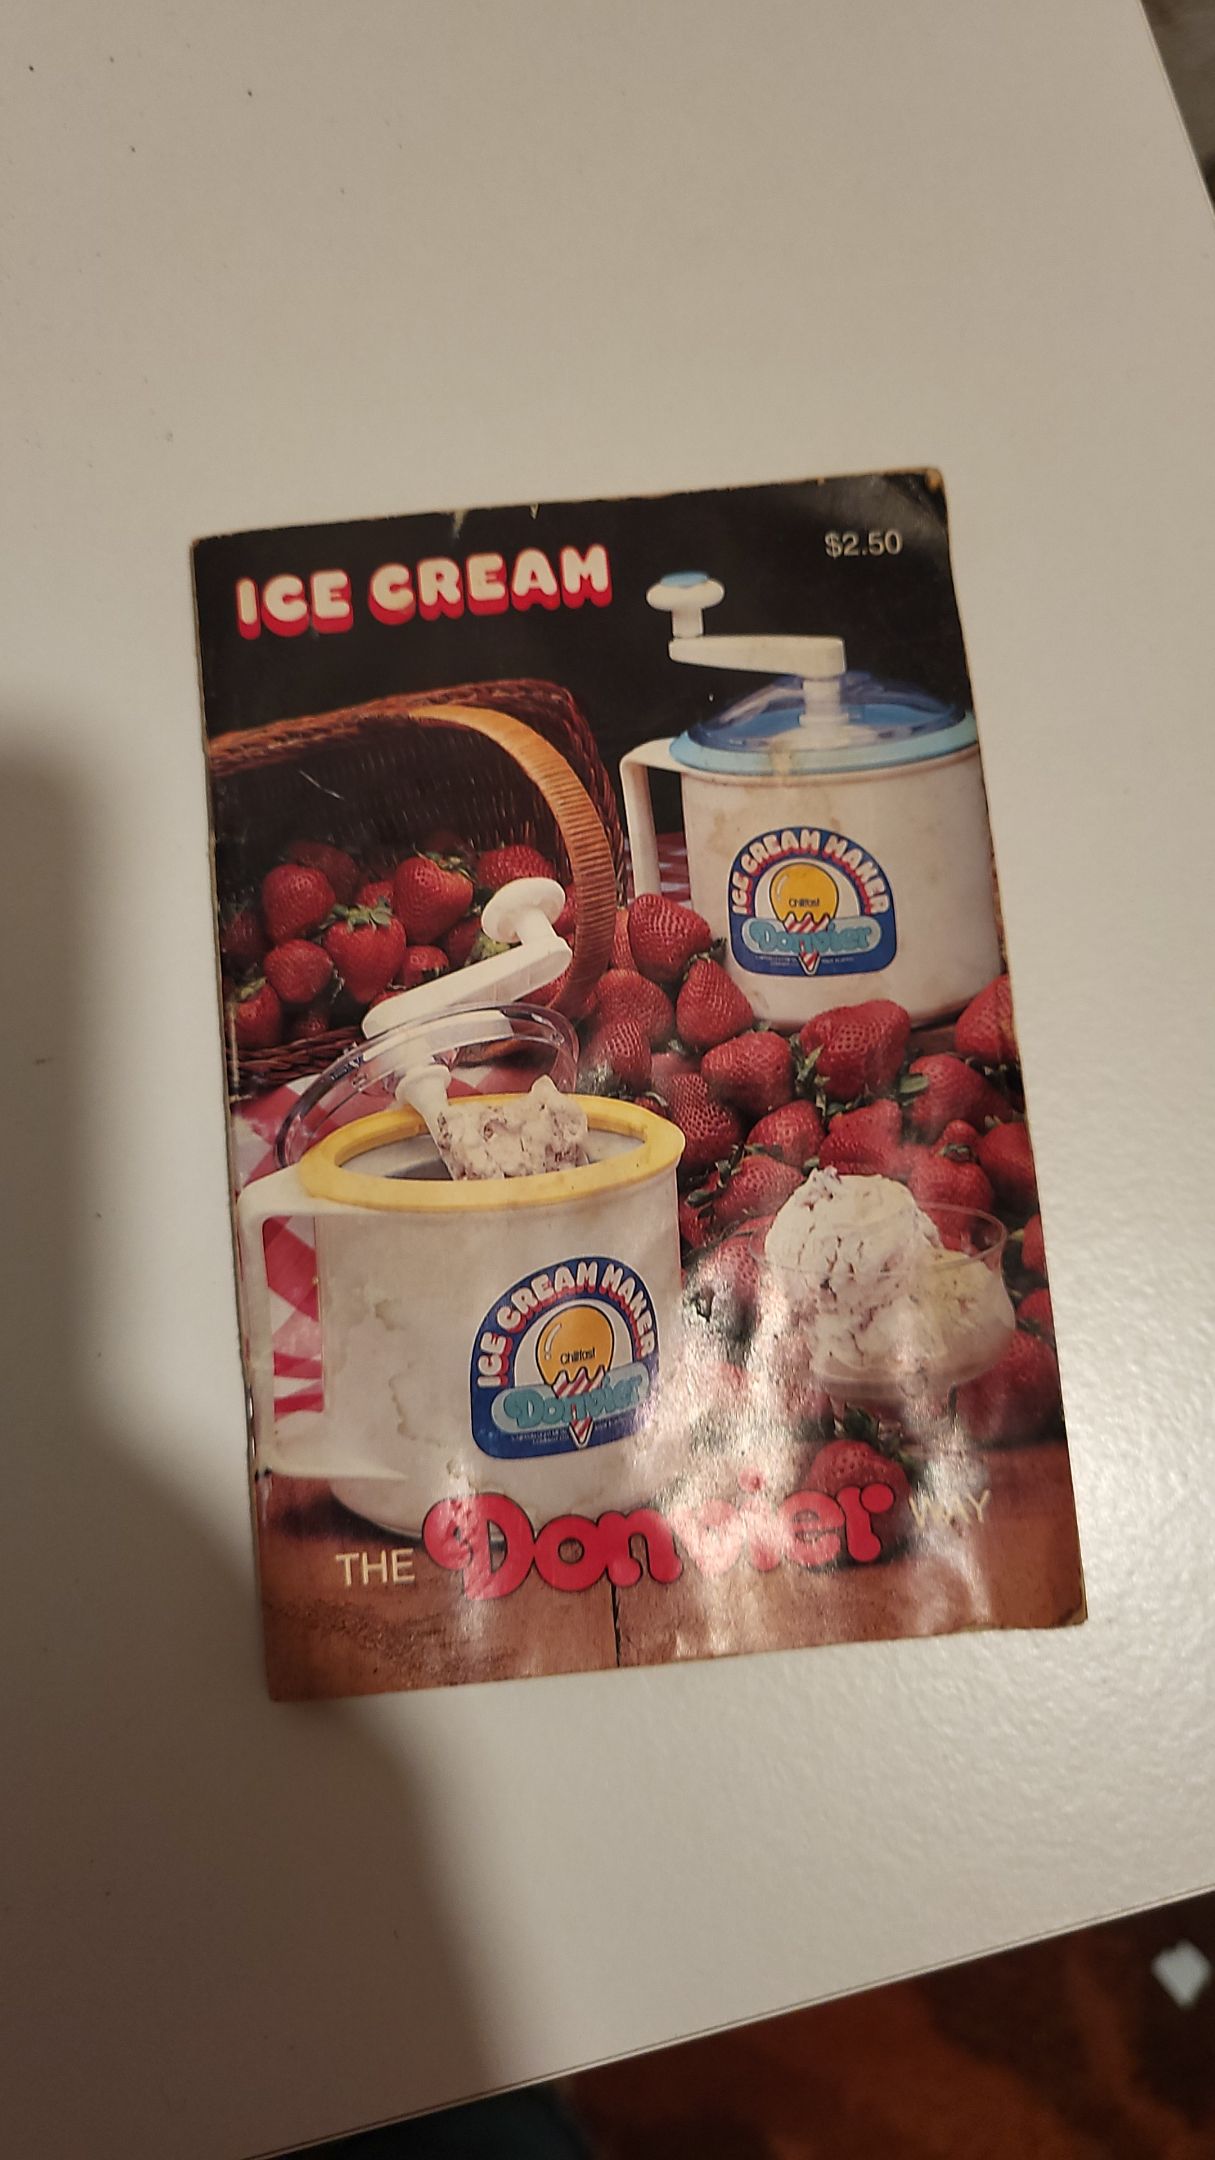 ICE CREAM
$2.50
ICE CREAM MAKER
Chillfast
Donvier
ICE CREAM MAKER
Chillfast
Donvier
THE Donvier WAY